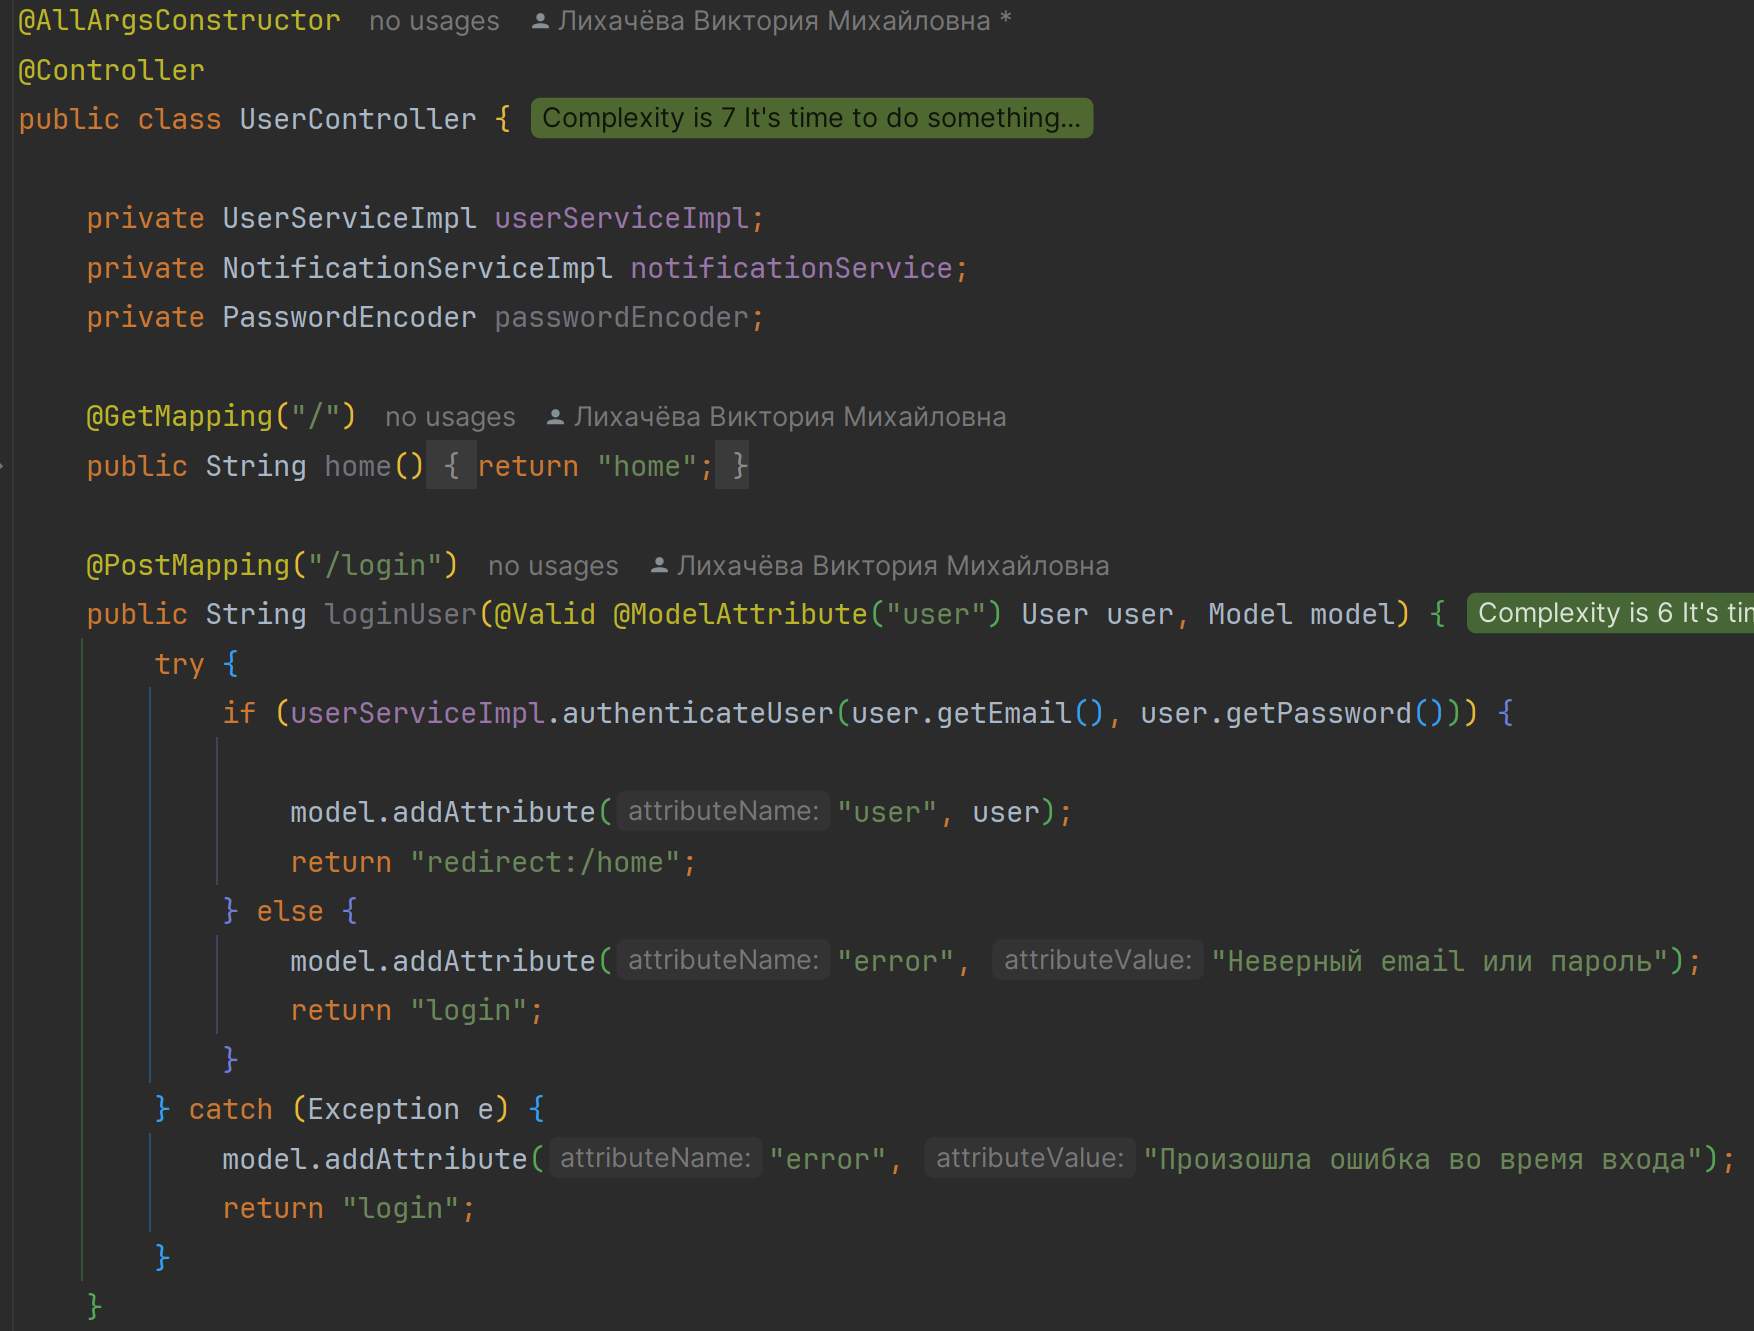 @AllArgsConstructor no usages Лихачёва Виктория Михайловна *
@Controller
public class UserController { Complexity is 7 It's time to do something...
private UserServiceImpl userServiceImpl;
private NotificationServiceImpl notificationService;
private PasswordEncoder passwordEncoder;
@GetMapping("/") no usages Лихачёва Виктория Михайловна
public String home() { return "home"; }
@PostMapping("/login") no usages Лихачёва Виктория Михайловна
public String loginUser(@Valid @ModelAttribute("user") User user, Model model) { Complexity is 6 It's
try {
if (userServiceImpl.authenticateUser(user.getEmail(), user.getPassword())) {
model.addAttribute( attributeName: "user", user);
return "redirect:/home";
} else {
model.addAttribute( attributeName: "error", attributeValue: "Неверный email или пароль");
return "login";
}
} catch (Exception e) {
model.addAttribute( attributeName: "error", attributeValue: "Произошла ошибка во время входа");
return "login";
}
}